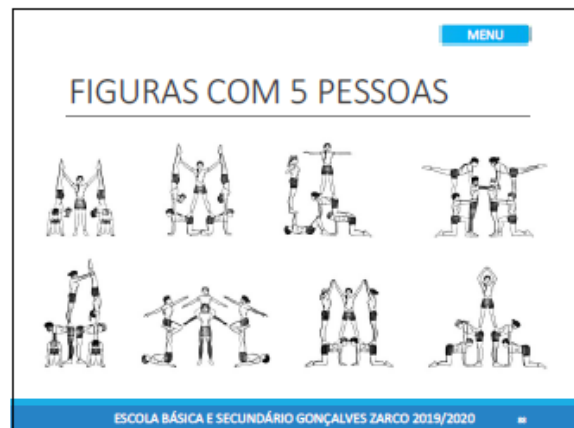 MENU
FIGURAS COM 5 PESSOAS
ESCOLA BÁSICA E SECUNDÁRIO GONÇALVES ZARCO 2019/2020